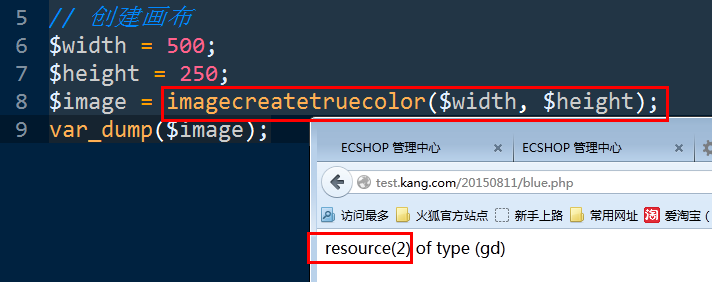 5 // 创建画布
6 $width = 500;
7 $height = 250;
8 $image = imagecreatetruecolor($width, $height);
9 var_dump($image);
ECSHOP 管理中心 × ECSHOP 管理中心 ×
test.kang.com/20150811/blue.php
访问最多 火狐官方站点 新手上路 常用网址 淘 爱淘宝（
resource(2) of type (gd)